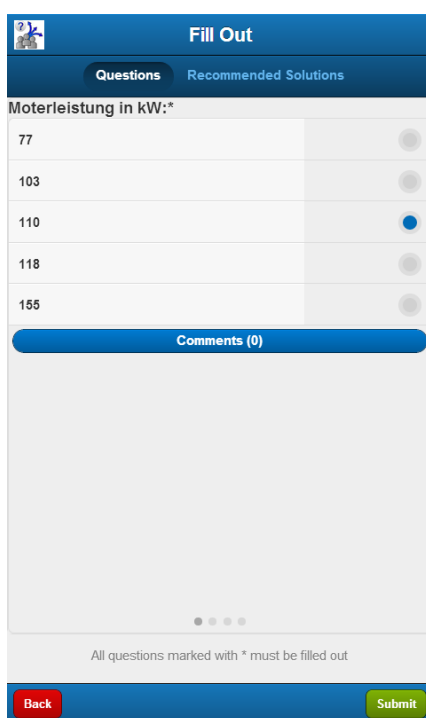 Fill Out
Questions Recommended Solutions
Moterleistung in kW:*
77
103
110
118
155
Comments (0)
All questions marked with * must be filled out
Back Submit